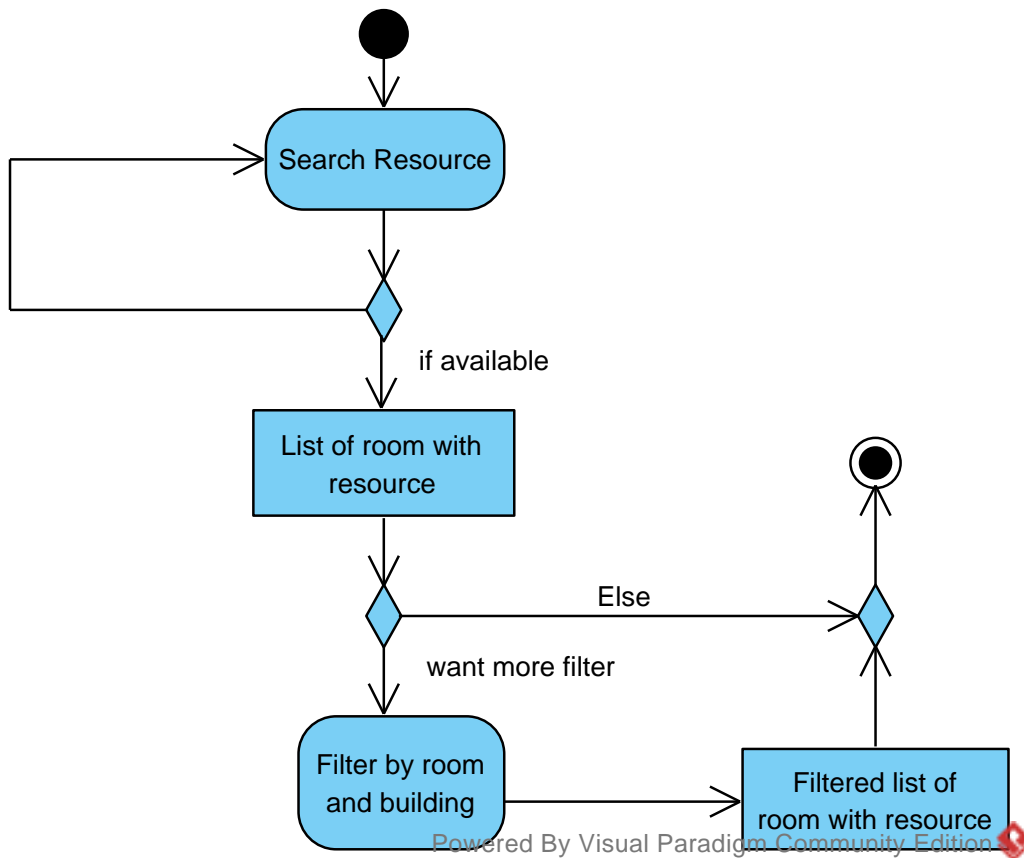 Search Resource
if available
List of room with
resource
Else
want more filter
Filter by room
and building
Filtered list of
room with resource
Powered By Visual Paradigm Community Edition